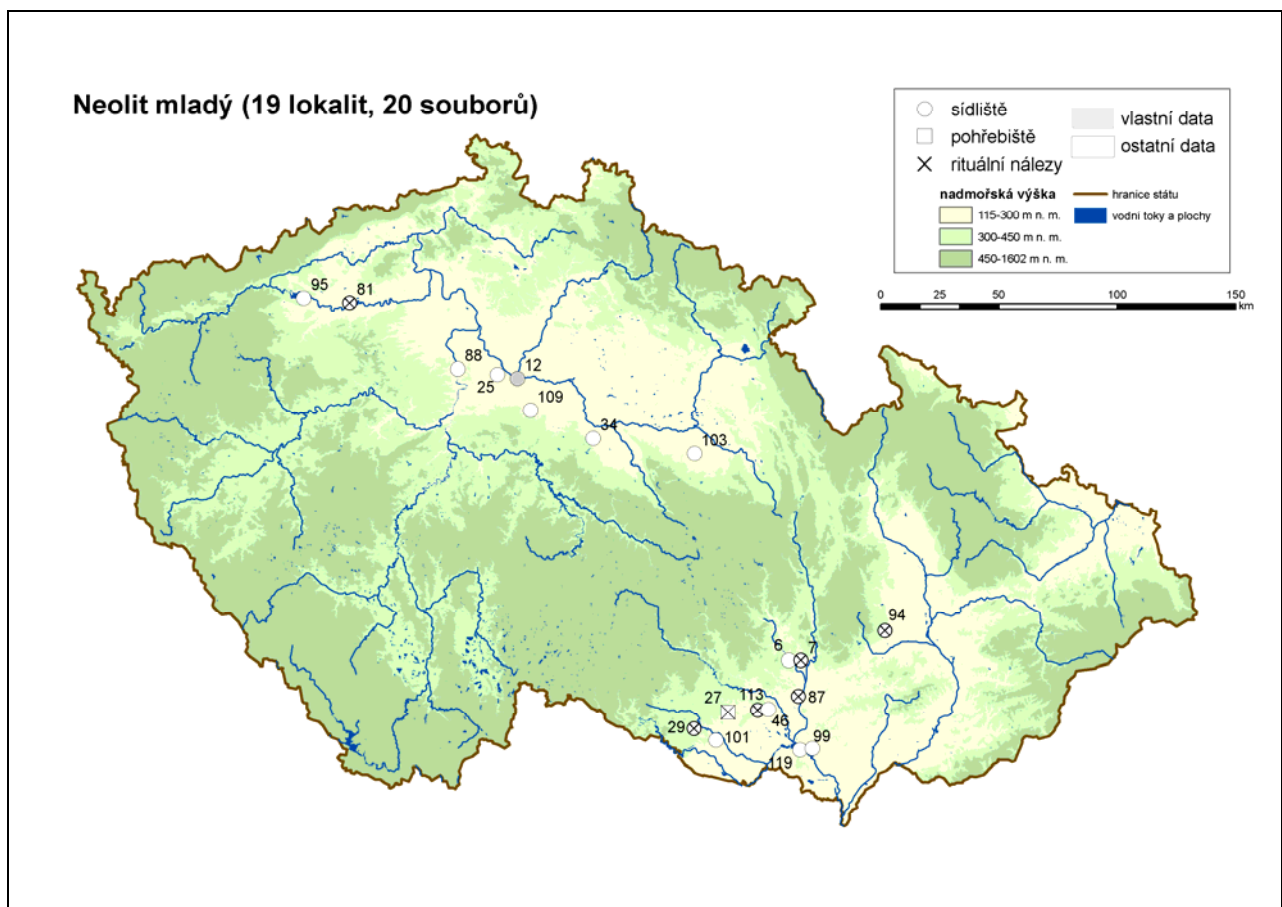 Neolit mladý (19 lokalit, 20 souborů)
sídliště
pohřebiště
rituální nálezy
vlastní data
ostatní data
nadmořská výška
115-300 m n. m.
300-450 m n. m.
450-1602 m n. m.
hranice státu
vodní toky a plochy
0 25 50 100 150
km
95
81
88
25
12
109
34
103
94
6
7
87
113
46
27
29
101
99
119